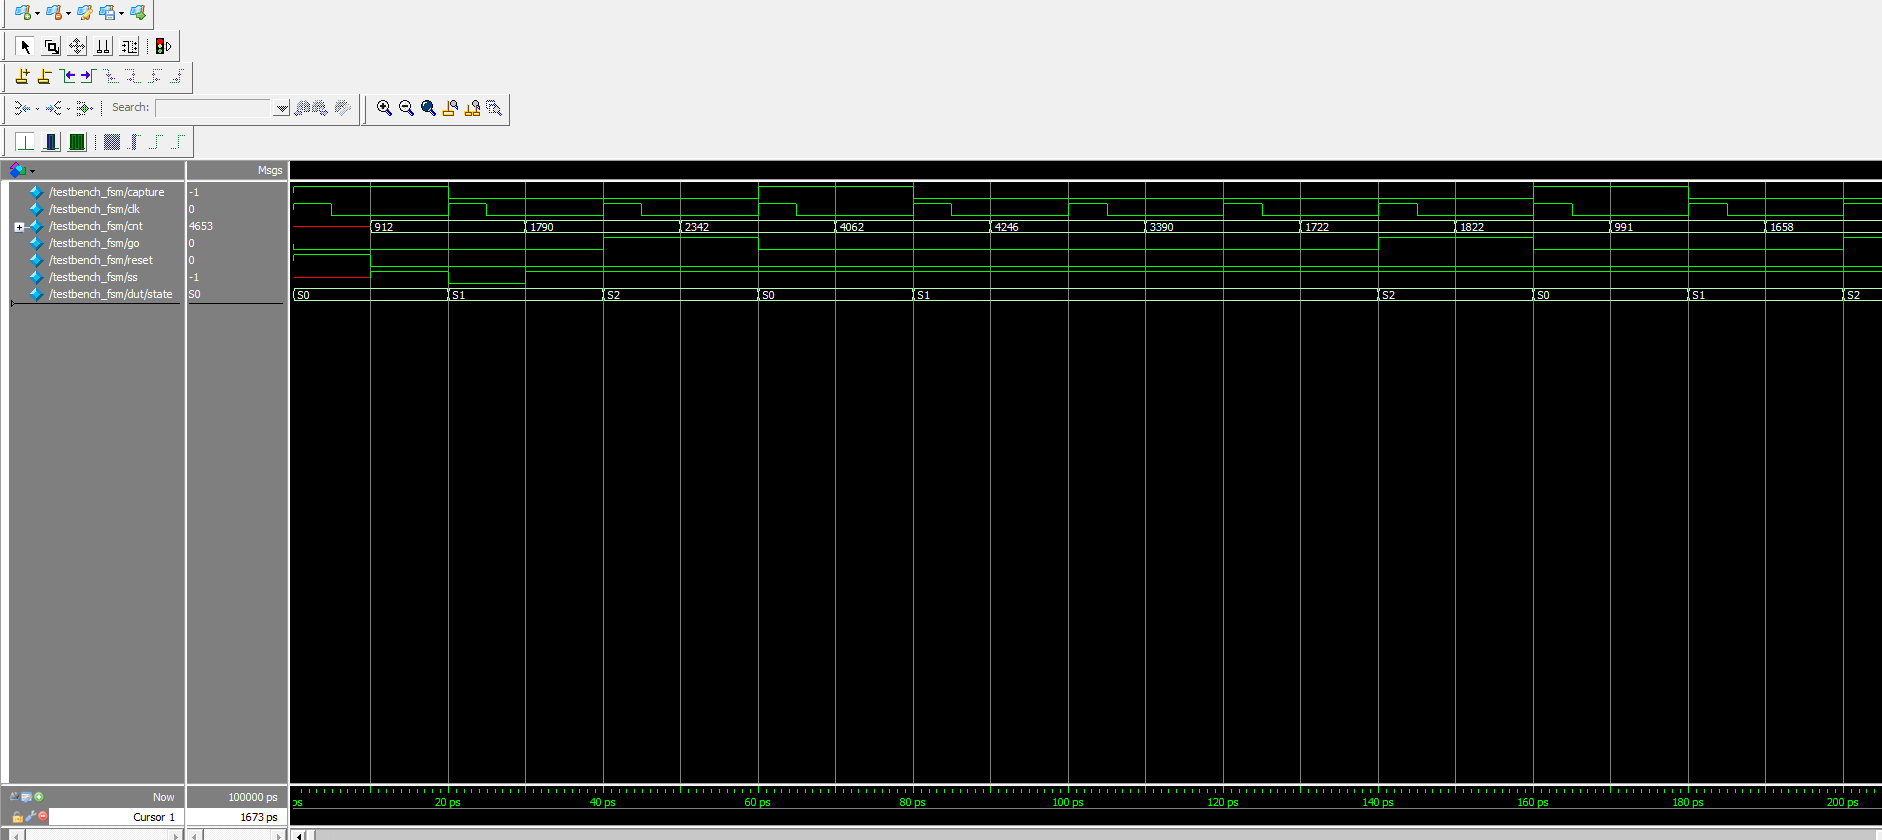 Search:
Msgs
/testbench_fsm/capture -1
/testbench_fsm/clk 0
/testbench_fsm/cnt 4653 912 1790 2342 4062 4246 3390 1722 1822 991 1658
/testbench_fsm/go 0
/testbench_fsm/reset 0
/testbench_fsm/ss -1
/testbench_fsm/dut/state S0 S0 S1 S2 S0 S1 S2 S0 S1 S2
Now 100000 ps ps 20 ps 40 ps 60 ps 80 ps 100 ps 120 ps 140 ps 160 ps 180 ps 200 ps
Cursor 1 1673 ps